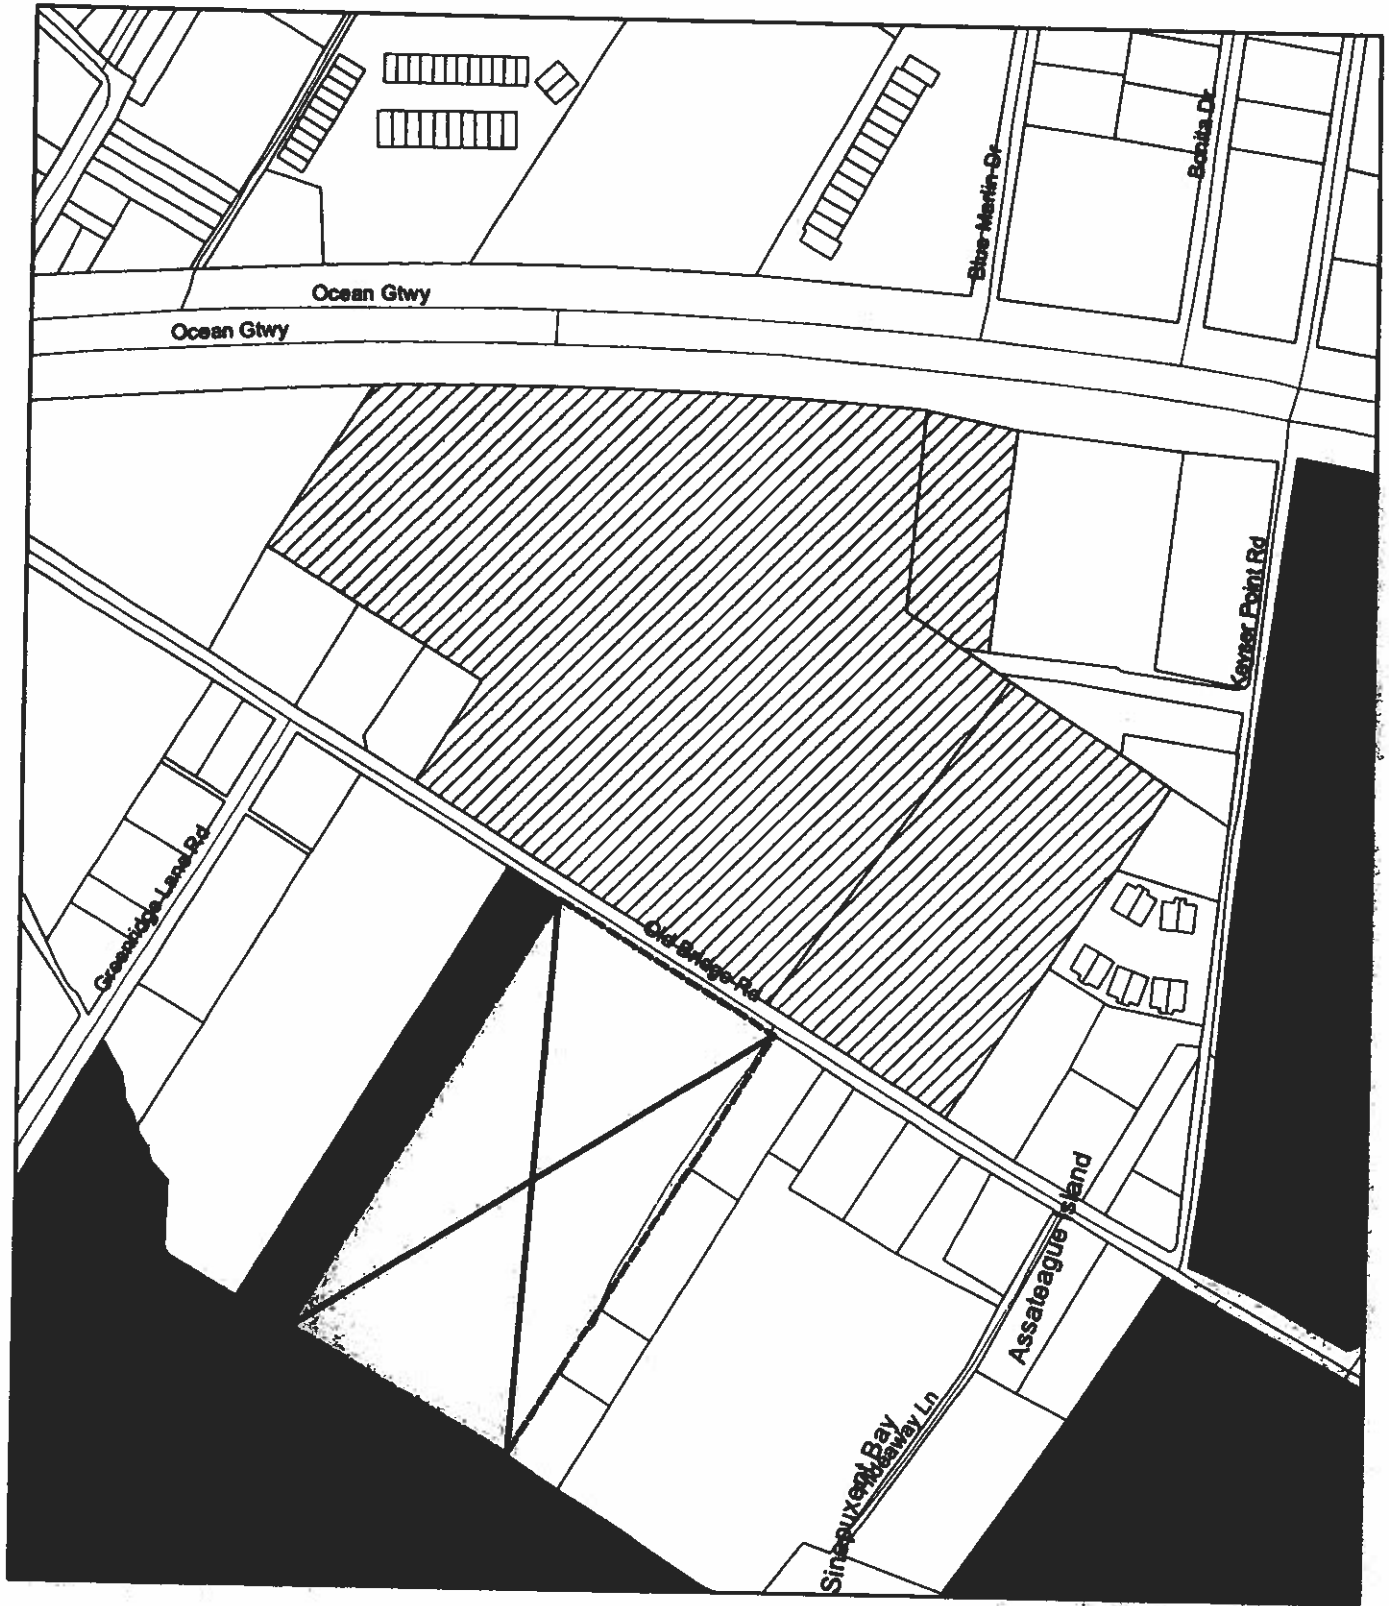 Blue Marlin Dr
Bonita Dr
Ocean Gtwy
Ocean Gtwy
Keyser Point Rd
Greenridge Land Rd
Old Bridge Rd
Assateague Island
Sinepuxent Bay
Hideaway Ln